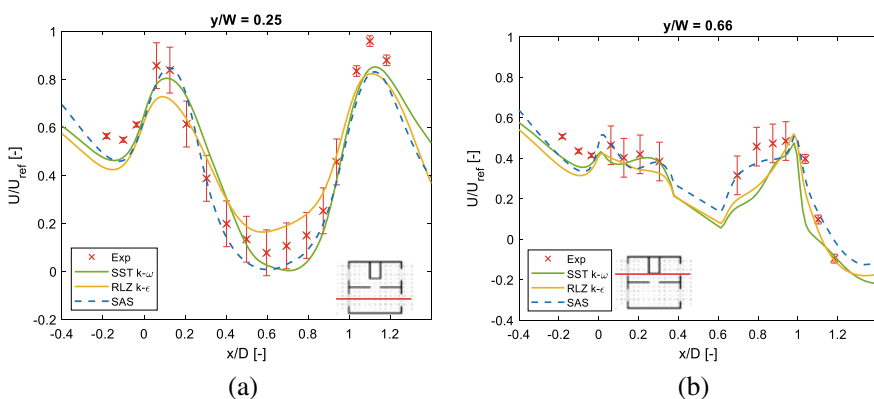 y/W = 0.25
1
0.8
0.6
0.4
0.2
0
-0.2
U/U_ref [-]
Exp
SST k-ω
RLZ k-ϵ
SAS
-0.4 -0.2 0 0.2 0.4 0.6 0.8 1 1.2
x/D [-]
(a)
y/W = 0.66
1
0.8
0.6
0.4
0.2
0
-0.2
-0.4
U/U_ref [-]
Exp
SST k-ω
RLZ k-ϵ
SAS
-0.4 -0.2 0 0.2 0.4 0.6 0.8 1 1.2
x/D [-]
(b)